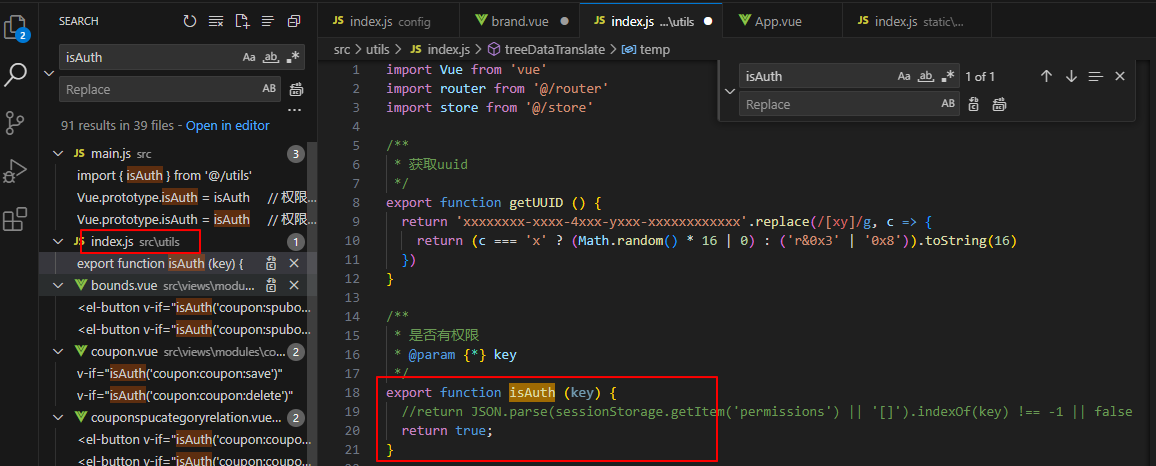 SEARCH
isAuth
Aa
ab
Replace
AB
91 results in 39 files - Open in editor
main.js src
3
import { isAuth } from '@/utils'
Vue.prototype.isAuth = isAuth // 权限...
Vue.prototype.isAuth = isAuth // 权限...
index.js src\utils
1
export function isAuth (key) {
bounds.vue src\views\modu...
<el-button v-if="isAuth('coupon:spubo...
<el-button v-if="isAuth('coupon:spubo...
coupon.vue src\views\modules\co...
2
v-if="isAuth('coupon:coupon:save')"
v-if="isAuth('coupon:coupon:delete')"
couponspucategoryrelation.vue...
2
<el-button v-if="isAuth('coupon:coupo...
<el-button v-if="isAuth('coupon:coupo...
2
JS index.js config
brand.vue
JS index.js ...\utils
App.vue
JS index.js static\...
src > utils > JS index.js > treeDataTranslate > temp
isAuth
Aa
ab
1 of 1
Replace
AB
1 import Vue from 'vue'
2 import router from '@/router'
3 import store from '@/store'
4
5 /**
6 * 获取uuid
7 */
8 export function getUUID () {
9 return 'xxxxxxxx-xxxx-4xxx-yxxx-xxxxxxxxxxxx'.replace(/[xy]/g, c => {
10 return (c === 'x' ? (Math.random() * 16 | 0) : ('r&0x3' | '0x8')).toString(16)
11 })
12 }
13
14 /**
15 * 是否有权限
16 * @param {*} key
17 */
18 export function isAuth (key) {
19 //return JSON.parse(sessionStorage.getItem('permissions') || '[]').indexOf(key) !== -1 || false
20 return true;
21 }